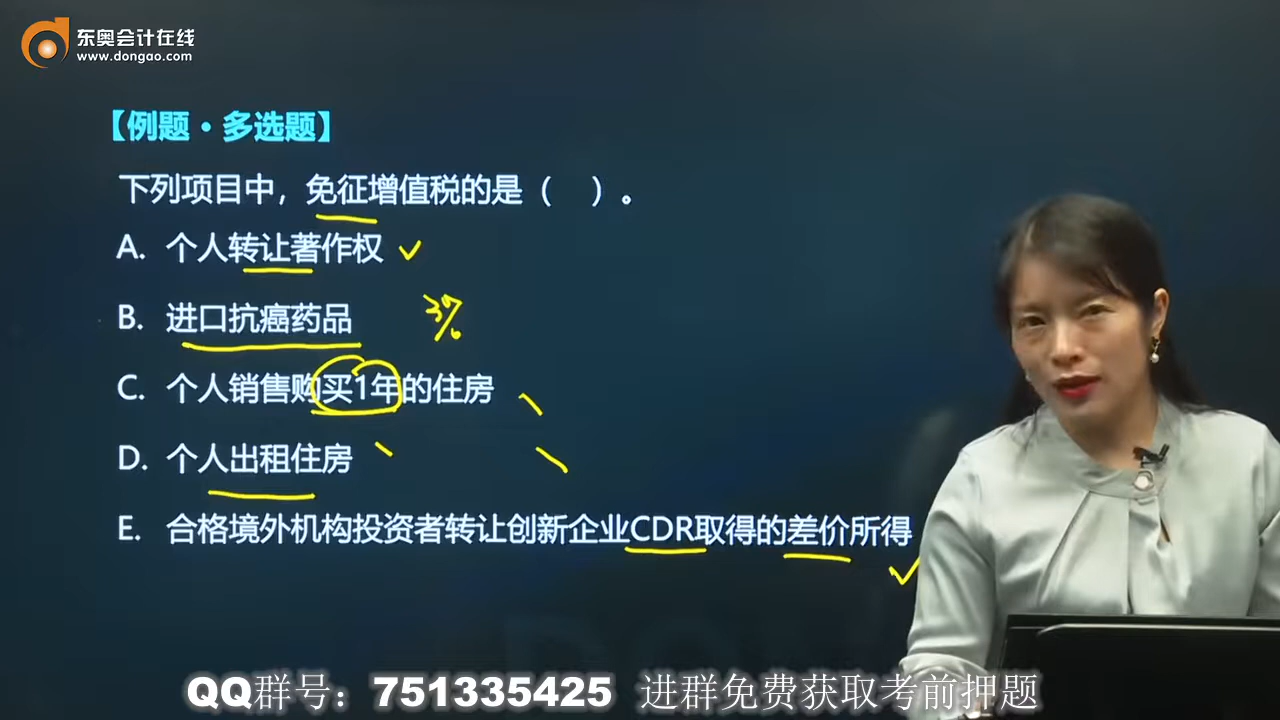 东奥会计在线
www.dongao.com
【例题·多选题】
下列项目中，免征增值税的是（ ）。
A. 个人转让著作权
B. 进口抗癌药品 3%
C. 个人销售购买1年的住房
D. 个人出租住房
E. 合格境外机构投资者转让创新企业CDR取得的差价所得
QQ群号：751335425 进群免费获取考前押题